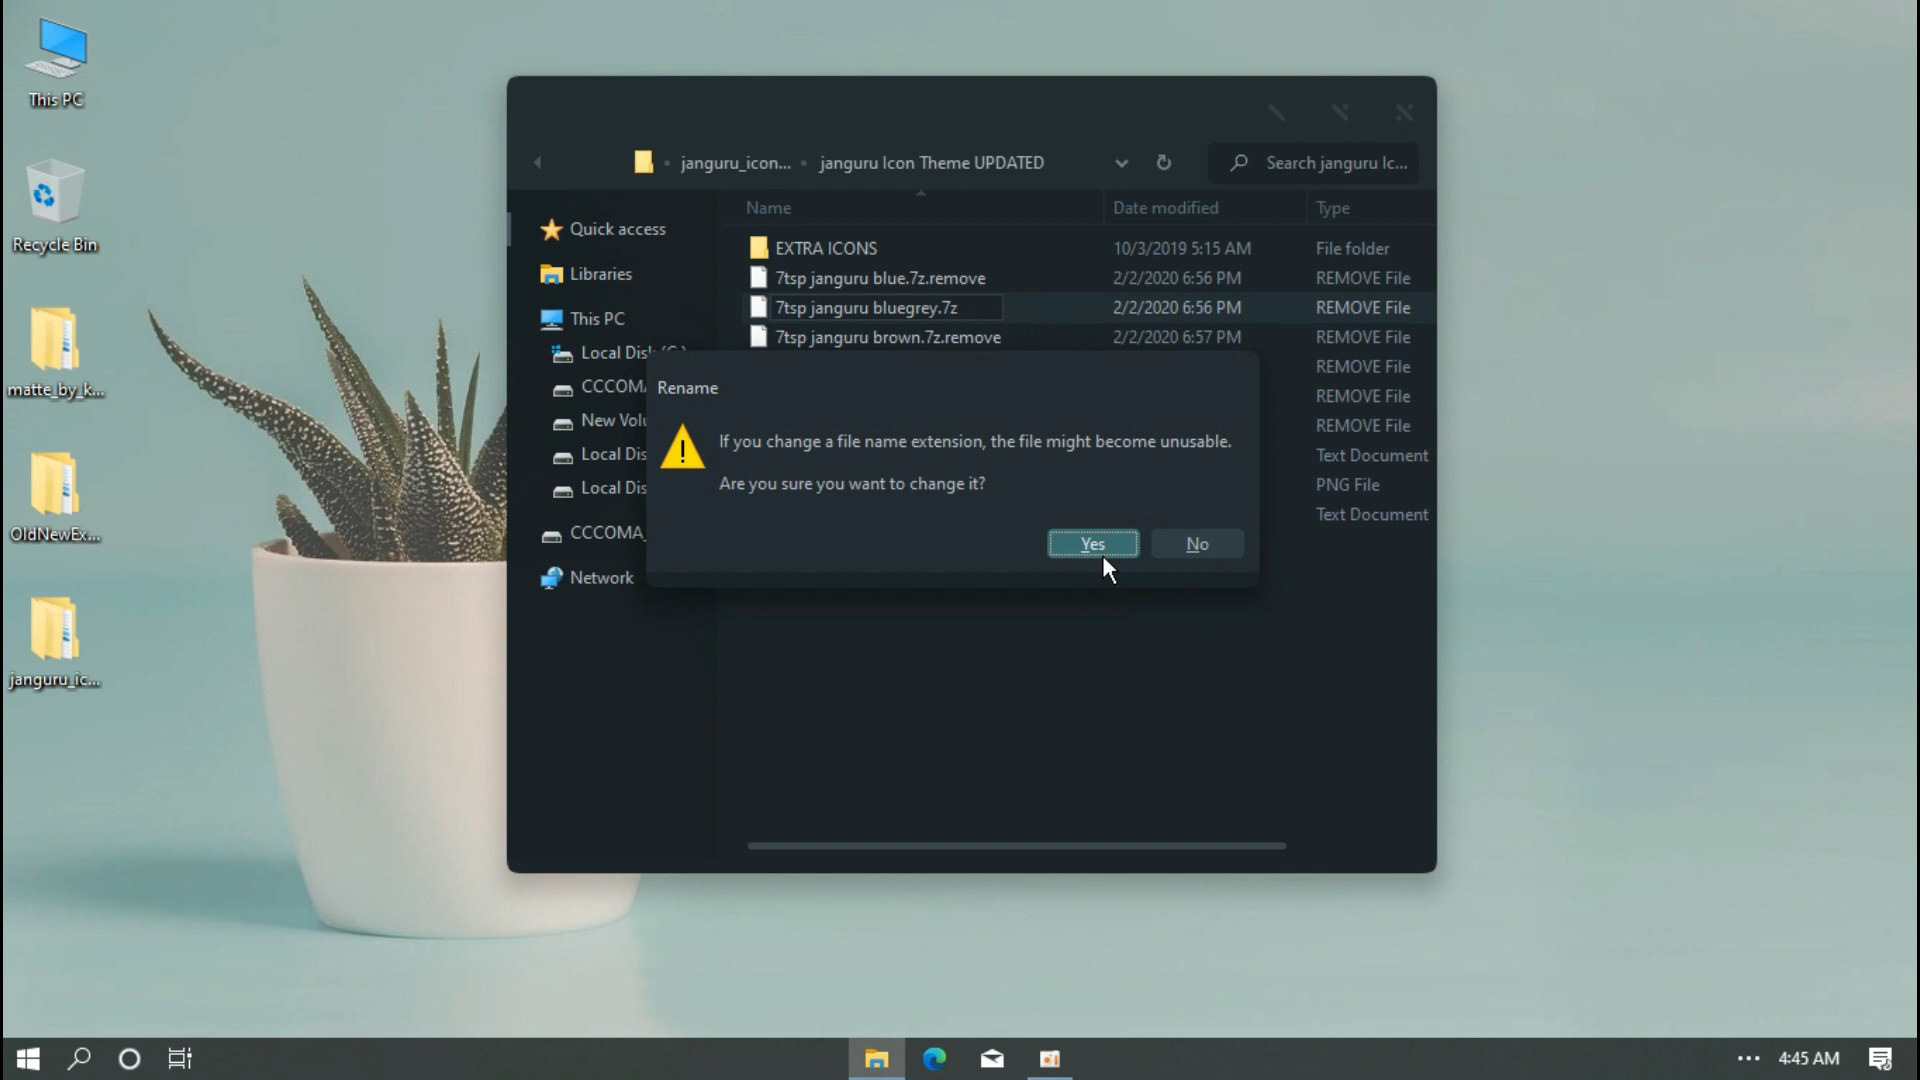 This PC
Recycle Bin
matte_by_k...
OldNewEx...
janguru_ic...
janguru_icon... janguru Icon Theme UPDATED
Search janguru Ic...
Name Date modified Type
Quick access
Libraries
This PC
Local Disk (C:)
CCCOMA
New Volu
Local Dis
Local Dis
CCCOMA_
Network
EXTRA ICONS 10/3/2019 5:15 AM File folder
7tsp janguru blue.7z.remove 2/2/2020 6:56 PM REMOVE File
7tsp janguru bluegrey.7z 2/2/2020 6:56 PM REMOVE File
7tsp janguru brown.7z.remove 2/2/2020 6:57 PM REMOVE File
REMOVE File
REMOVE File
REMOVE File
Text Document
PNG File
Text Document
Rename
If you change a file name extension, the file might become unusable.
Are you sure you want to change it?
Yes No
4:45 AM